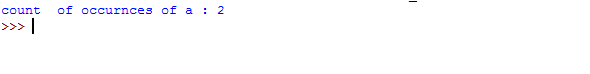 count  of occurnces of a : 2
>>>